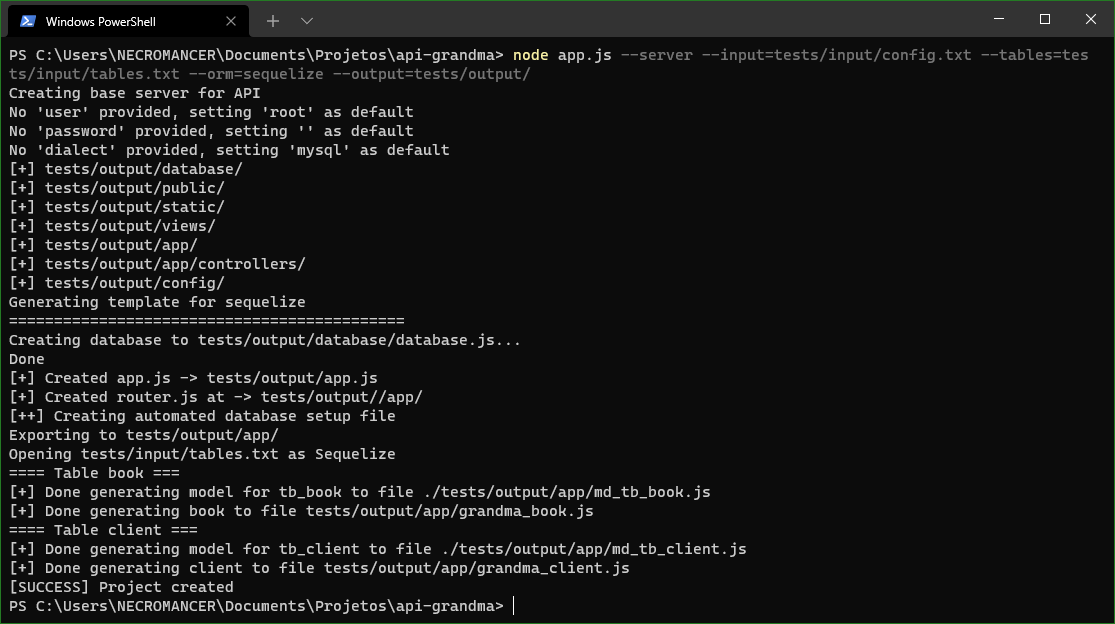 Windows PowerShell
PS C:\Users\NECROMANCER\Documents\Projetos\api-grandma> node app.js --server --input=tests/input/config.txt --tables=tes
ts/input/tables.txt --orm=sequelize --output=tests/output/
Creating base server for API
No 'user' provided, setting 'root' as default
No 'password' provided, setting '' as default
No 'dialect' provided, setting 'mysql' as default
[+] tests/output/database/
[+] tests/output/public/
[+] tests/output/static/
[+] tests/output/views/
[+] tests/output/app/
[+] tests/output/app/controllers/
[+] tests/output/config/
Generating template for sequelize
============================================
Creating database to tests/output/database/database.js...
Done
[+] Created app.js -> tests/output/app.js
[+] Created router.js at -> tests/output//app/
[++] Creating automated database setup file
Exporting to tests/output/app/
Opening tests/input/tables.txt as Sequelize
==== Table book ===
[+] Done generating model for tb_book to file ./tests/output/app/md_tb_book.js
[+] Done generating book to file tests/output/app/grandma_book.js
==== Table client ===
[+] Done generating model for tb_client to file ./tests/output/app/md_tb_client.js
[+] Done generating client to file tests/output/app/grandma_client.js
[SUCCESS] Project created
PS C:\Users\NECROMANCER\Documents\Projetos\api-grandma>